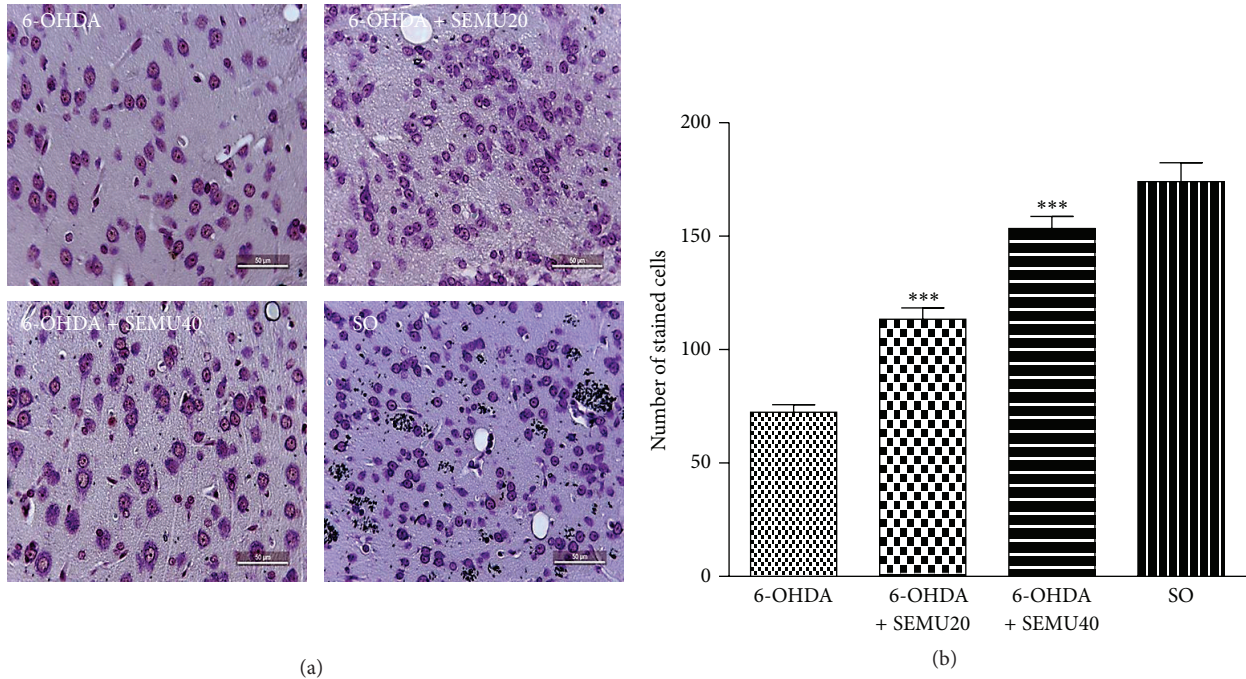 6-OHDA
6-OHDA + SEMU20
50 µm
50 µm
6-OHDA + SEMU40
SO
50 µm
50 µm
(a)
Number of stained cells
200
150
100
50
0
***
***
6-OHDA
6-OHDA
+ SEMU20
6-OHDA
+ SEMU40
SO
(b)